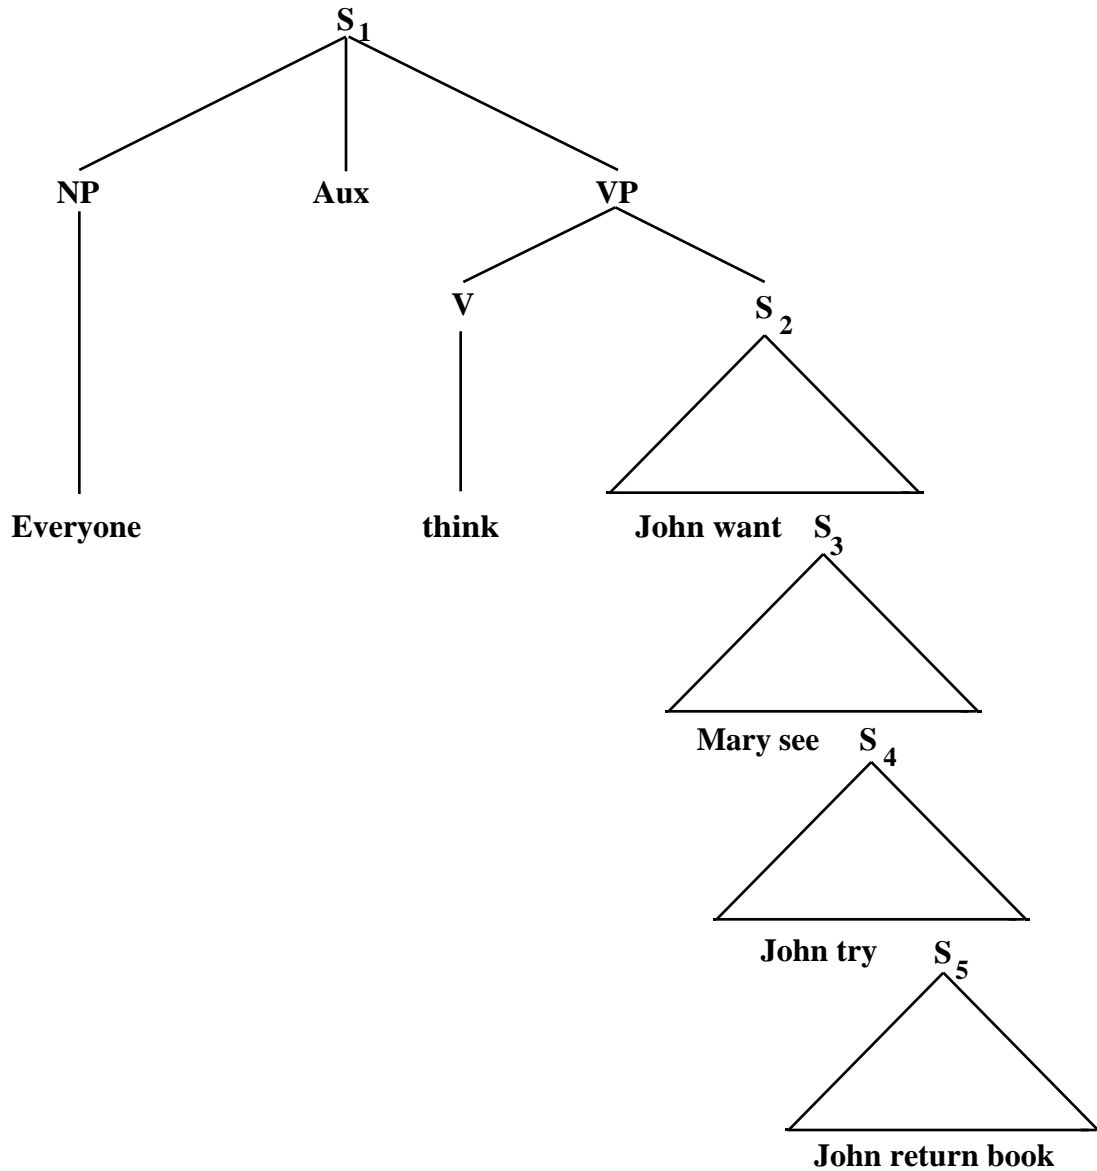 S1
NP Aux VP
V S2
Everyone think John want S3
Mary see S4
John try S5
John return book